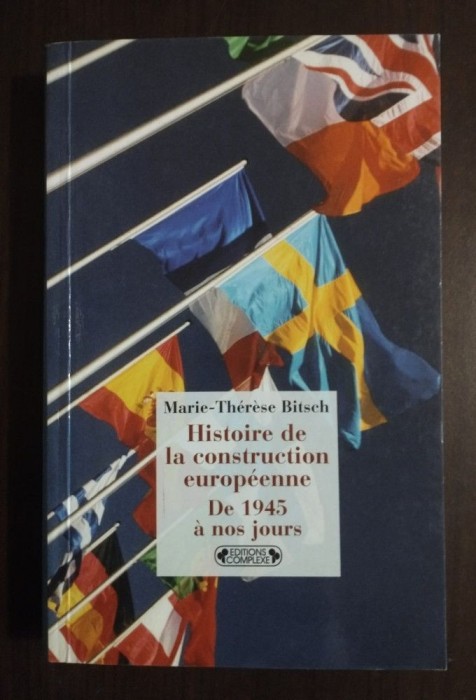 Marie-Thérèse Bitsch
Histoire de
la construction
européenne
De 1945
à nos jours
EDITIONS
COMPLEXE